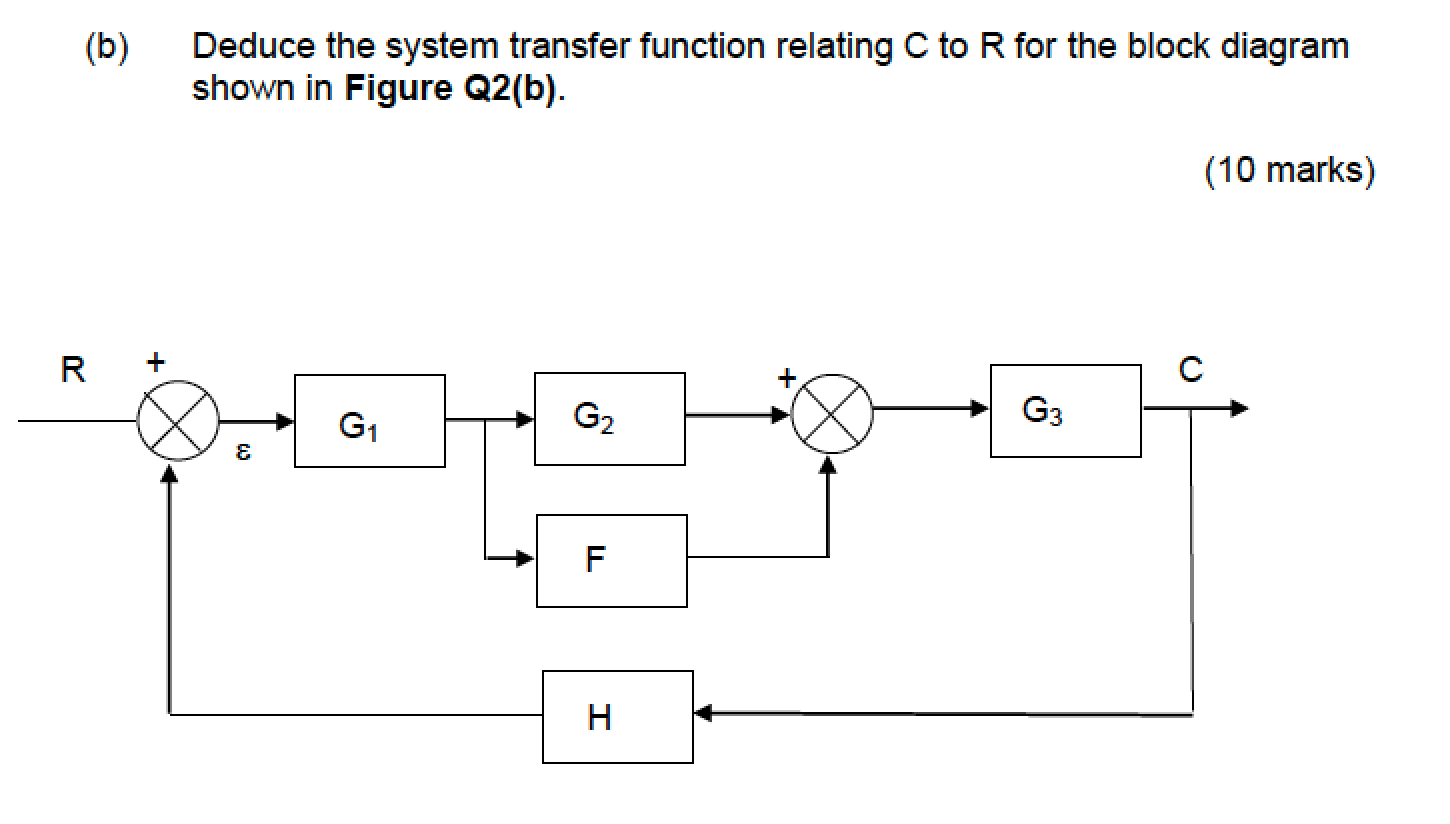 (b) Deduce the system transfer function relating C to R for the block diagram
shown in Figure Q2(b).
(10 marks)
R + C
+
G₁ G₂ G₃
ε
F
H